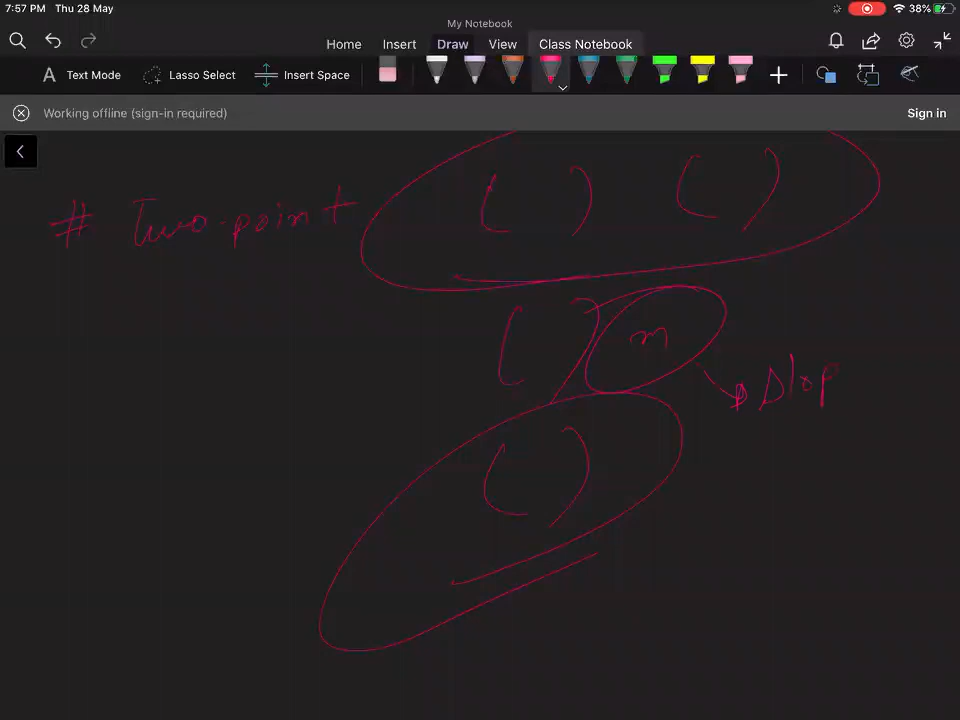 7:57 PM Thu 28 May
38%
My Notebook
Home Insert Draw View Class Notebook
Text Mode Lasso Select Insert Space
Working offline (sign-in required) Sign in
# Two-point ( ) ( )
( ) m
Slop
( )